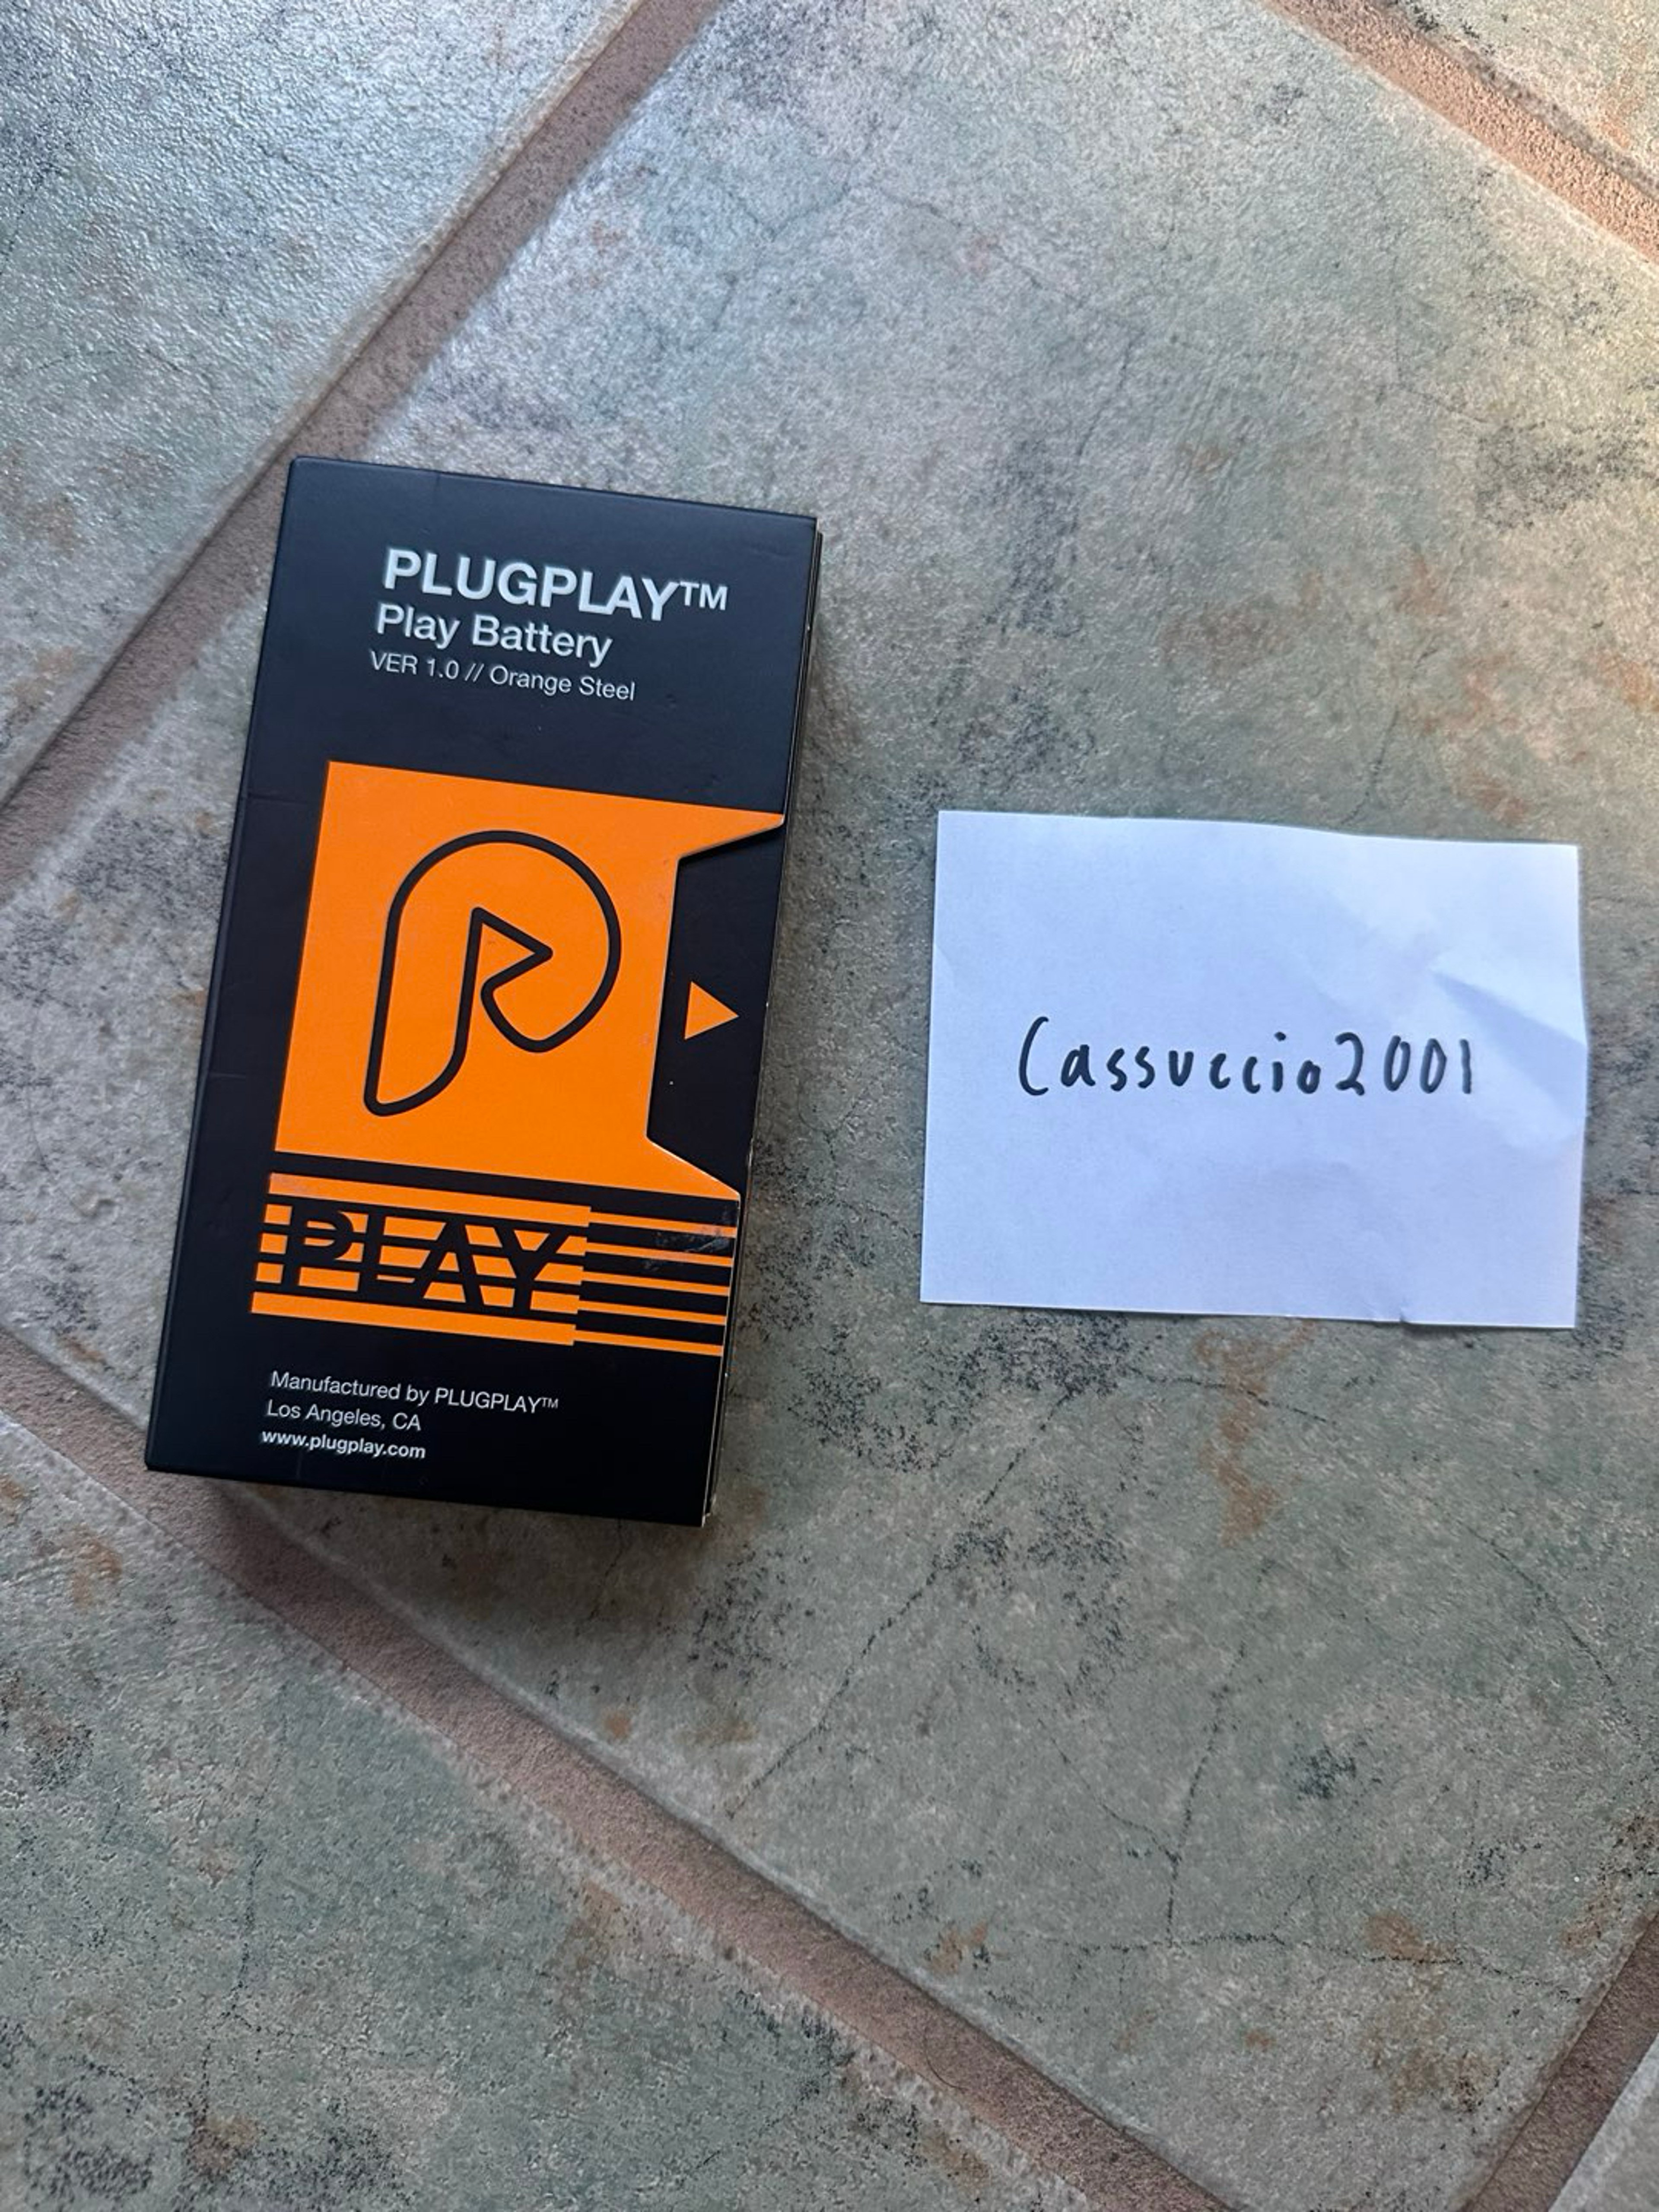 PLUGPLAY™
Play Battery
VER 1.0 // Orange Steel
PLAY
Manufactured by PLUGPLAY™
Los Angeles, CA
www.plugplay.com
Cassuccio2001